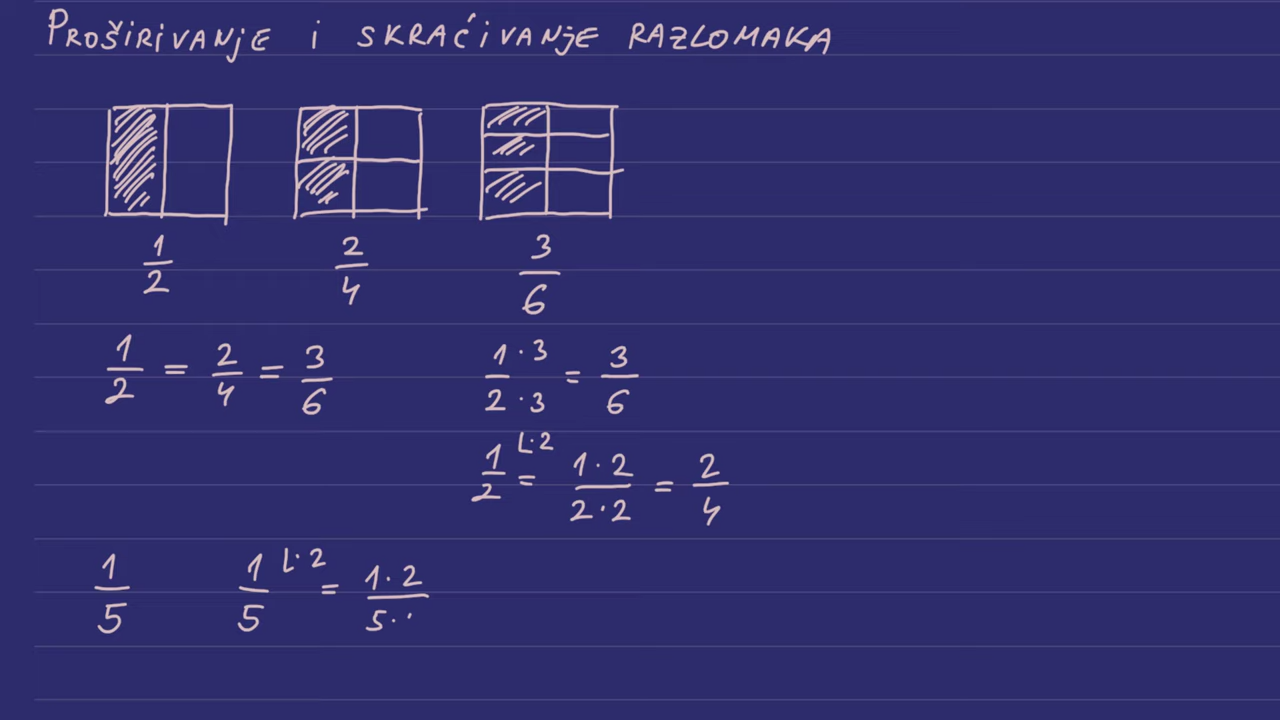 PROŠIRIVANJE i SKRAĆIVANJE RAZLOMAKA
1/2 2/4 3/6
1/2 = 2/4 = 3/6 1·3/2·3 = 3/6
1/2 L·2 = 1·2/2·2 = 2/4
1/5 1/5 L·2 = 1·2/5·